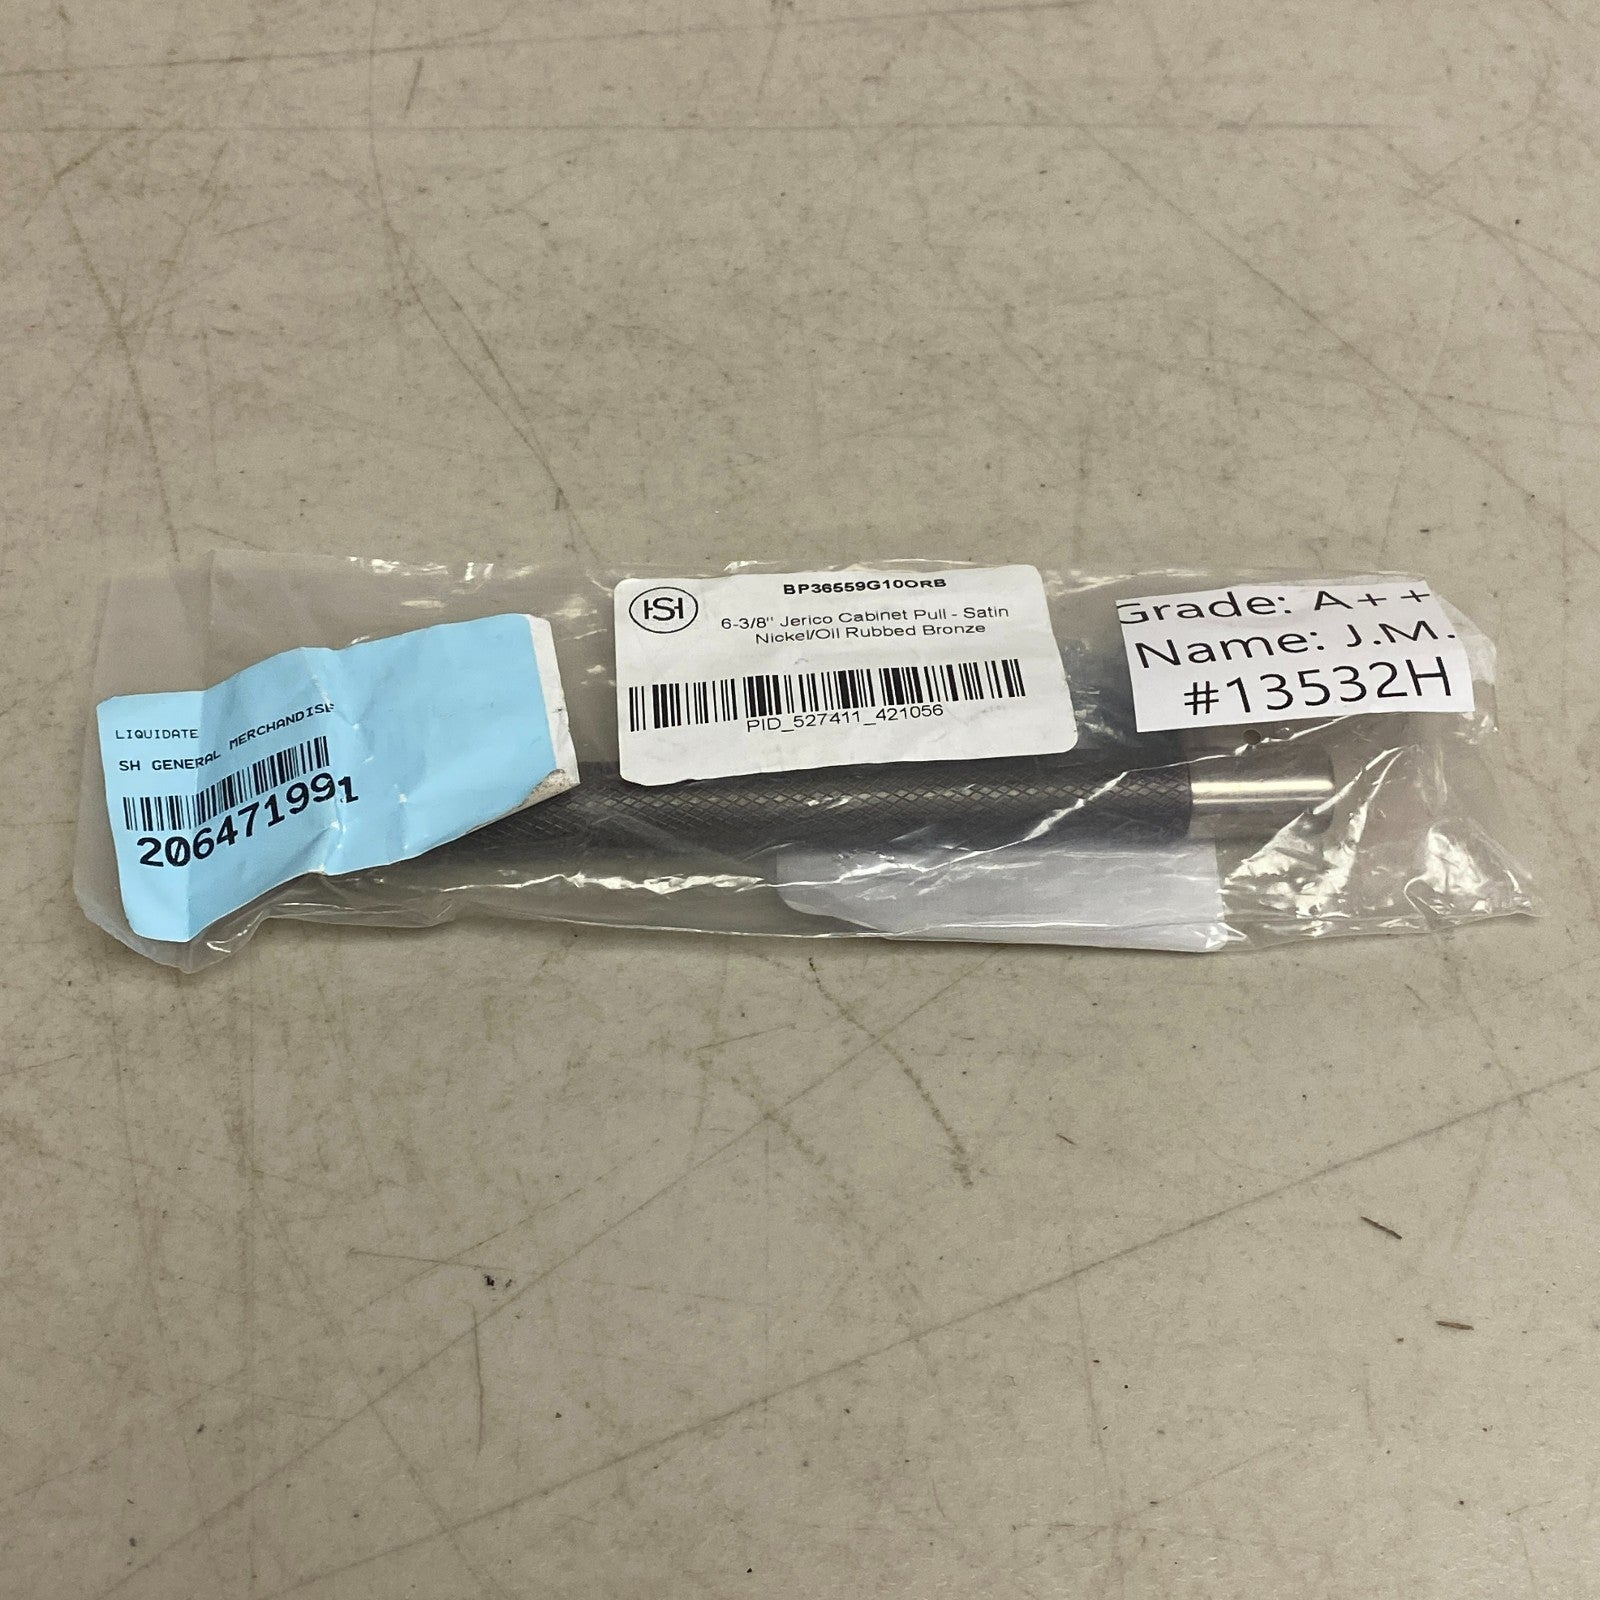 LIQUIDATE
SH GENERAL MERCHANDISE
206471991
HSH
BP36559G10ORB
6-3/8" Jerico Cabinet Pull - Satin
Nickel/Oil Rubbed Bronze
PID_527411_421056
Grade: A++
Name: J.M.
#13532H